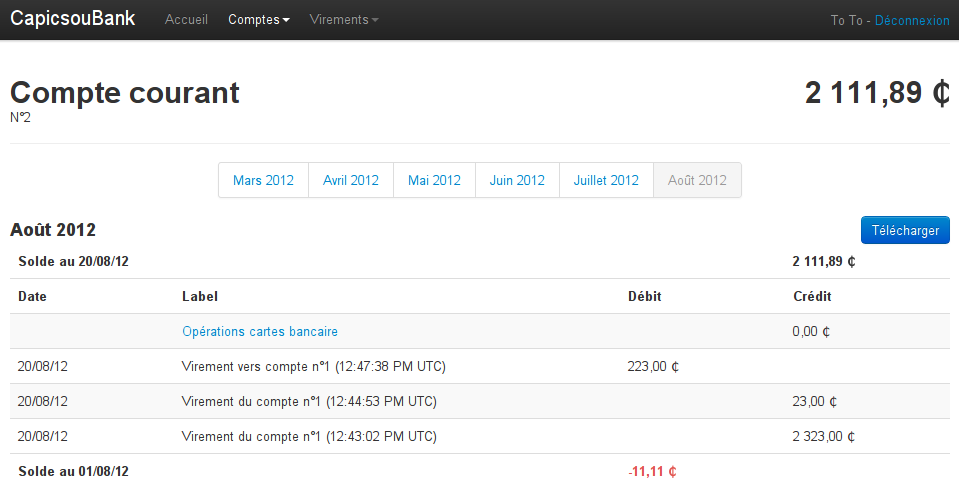 CapicsouBank Accueil Comptes Virements To To - Déconnexion
Compte courant 2 111,89 ₵
N°2
Mars 2012 Avril 2012 Mai 2012 Juin 2012 Juillet 2012 Août 2012
Août 2012 Télécharger
Solde au 20/08/12 2 111,89 ₵
Date Label Débit Crédit
Opérations cartes bancaire 0,00 ₵
20/08/12 Virement vers compte n°1 (12:47:38 PM UTC) 223,00 ₵
20/08/12 Virement du compte n°1 (12:44:53 PM UTC) 23,00 ₵
20/08/12 Virement du compte n°1 (12:43:02 PM UTC) 2 323,00 ₵
Solde au 01/08/12 -11,11 ₵